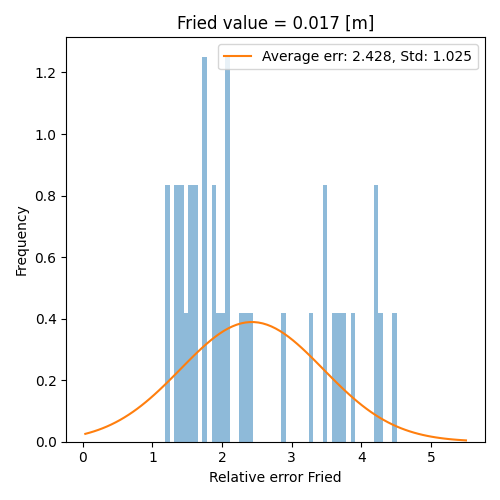 Fried value = 0.017 [m]
Average err: 2.428, Std: 1.025
Frequency
1.2
1.0
0.8
0.6
0.4
0.2
0.0
0 1 2 3 4 5
Relative error Fried